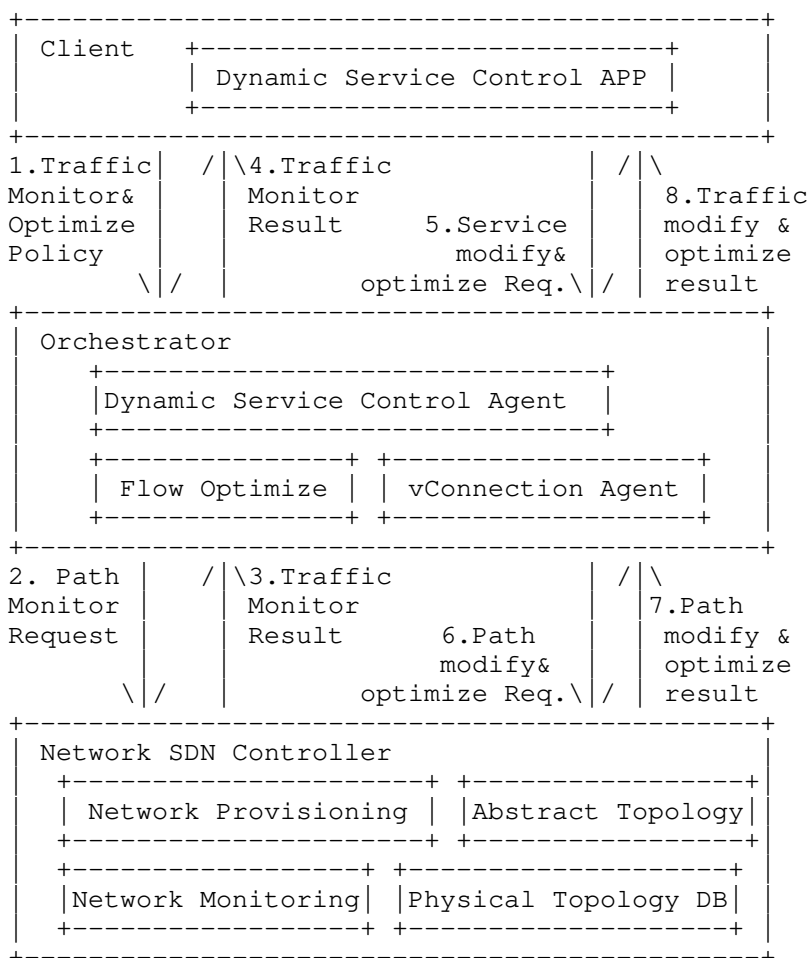 Client
Dynamic Service Control APP
1.Traffic 4.Traffic
Monitor& Monitor 8.Traffic
Optimize Result 5.Service modify &
Policy modify& optimize
optimize Req. result
Orchestrator
Dynamic Service Control Agent
Flow Optimize vConnection Agent
2. Path 3.Traffic
Monitor Monitor 7.Path
Request Result 6.Path modify &
modify& optimize
optimize Req. result
Network SDN Controller
Network Provisioning Abstract Topology
Network Monitoring Physical Topology DB